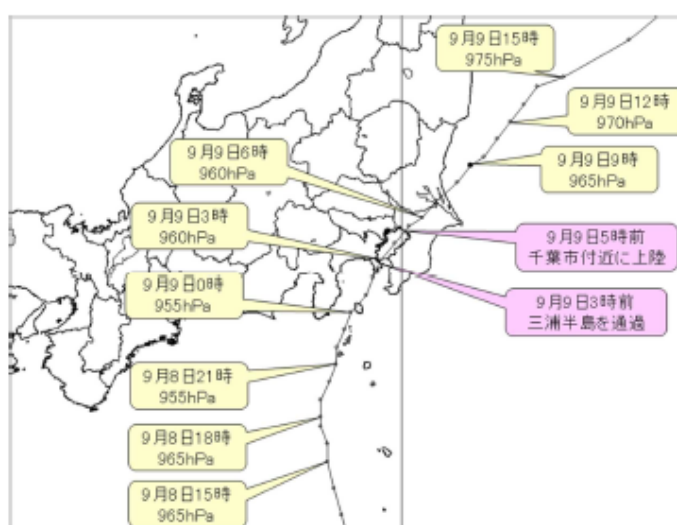 9月9日15時
975hPa
9月9日12時
970hPa
9月9日6時
960hPa
9月9日9時
965hPa
9月9日3時
960hPa
9月9日5時前
千葉市付近に上陸
9月9日0時
955hPa
9月9日3時前
三浦半島を通過
9月8日21時
955hPa
9月8日18時
965hPa
9月8日15時
965hPa